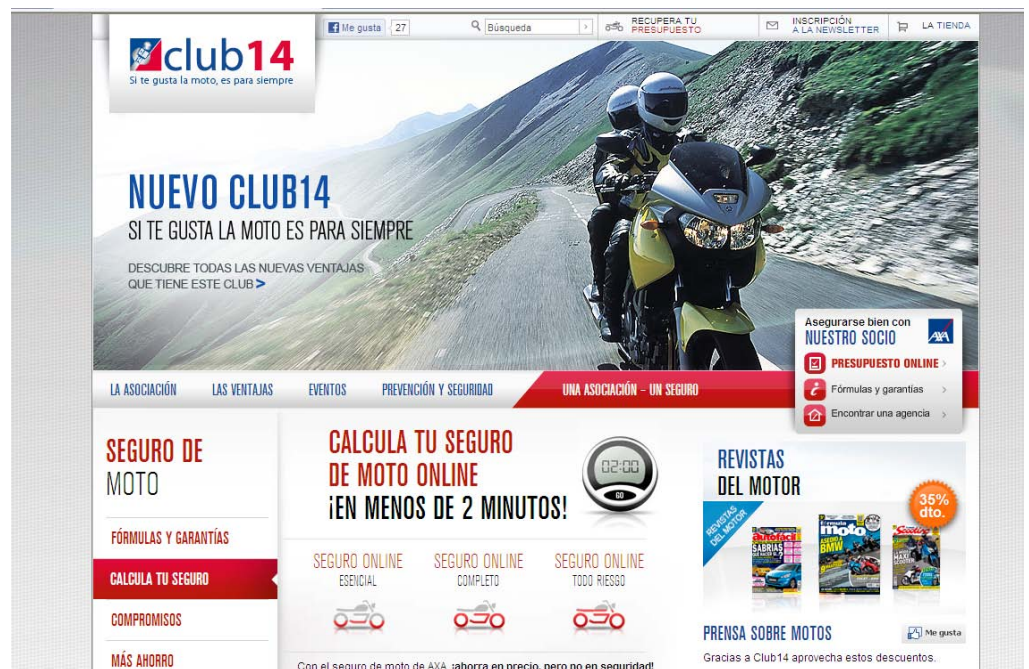 Me gusta 27
Búsqueda
RECUPERA TU
PRESUPUESTO
INSCRIPCIÓN
A LA NEWSLETTER
LA TIENDA
club14
Si te gusta la moto, es para siempre
NUEVO CLUB14
SI TE GUSTA LA MOTO ES PARA SIEMPRE
DESCUBRE TODAS LAS NUEVAS VENTAJAS
QUE TIENE ESTE CLUB >
Asegurarse bien con
NUESTRO SOCIO
AXA
PRESUPUESTO ONLINE
Fórmulas y garantías
Encontrar una agencia
LA ASOCIACIÓN LAS VENTAJAS EVENTOS PREVENCIÓN Y SEGURIDAD UNA ASOCIACIÓN – UN SEGURO
SEGURO DE
MOTO
FÓRMULAS Y GARANTÍAS
CALCULA TU SEGURO
COMPROMISOS
MÁS AHORRO
CALCULA TU SEGURO
DE MOTO ONLINE
¡EN MENOS DE 2 MINUTOS!
02:00
GO
SEGURO ONLINE
ESENCIAL
SEGURO ONLINE
COMPLETO
SEGURO ONLINE
TODO RIESGO
Con el seguro de moto de AXA, ¡ahorra en precio, pero no en seguridad!
REVISTAS
DEL MOTOR
35%
dto.
REVISTAS
DEL MOTOR
autofácil
SABRÍAS
fórmula
moto
ASEDIO A
BMW
Scooting
PRENSA SOBRE MOTOS
Me gusta
Gracias a Club14 aprovecha estos descuentos.